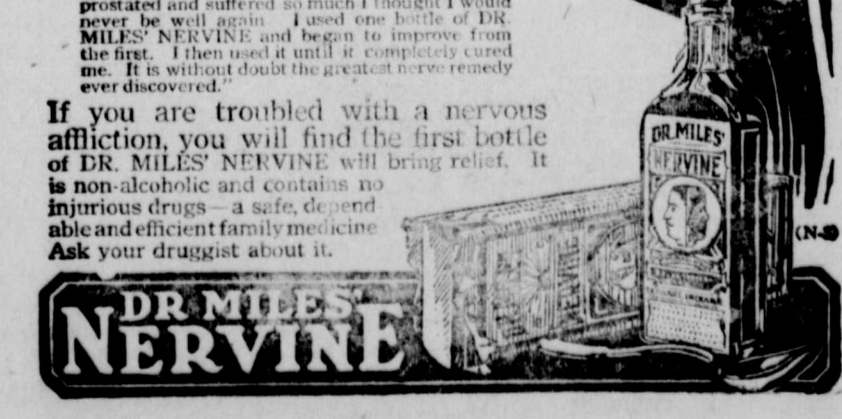 prostated and suffered so much I thought I would
never be well again I used one bottle of DR.
MILES' NERVINE and began to improve from
the first. I then used it until it completely cured
me. It is without doubt the greatest nerve remedy
ever discovered."
If you are troubled with a nervous
affliction, you will find the first bottle
of DR. MILES' NERVINE will bring relief. It
is non-alcoholic and contains no
injurious drugs—a safe, depend
able and efficient family medicine
Ask your druggist about it.
DR. MILES'
NERVINE
NERVINE
(N-
DR MILES'
NERVINE